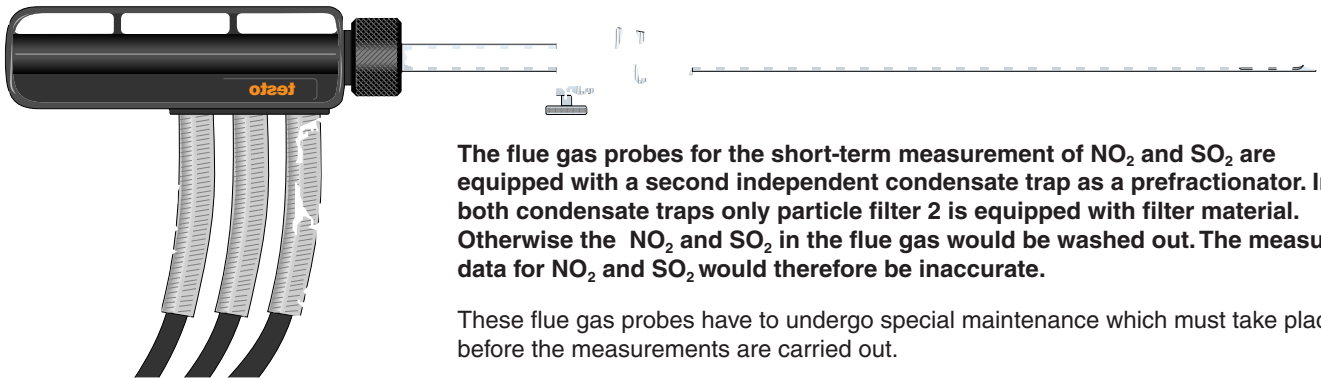 testo
The flue gas probes for the short-term measurement of NO₂ and SO₂ are
equipped with a second independent condensate trap as a prefractionator.
both condensate traps only particle filter 2 is equipped with filter material.
Otherwise the NO₂ and SO₂ in the flue gas would be washed out. The
data for NO₂ and SO₂ would therefore be inaccurate.
These flue gas probes have to undergo special maintenance which must take
before the measurements are carried out.